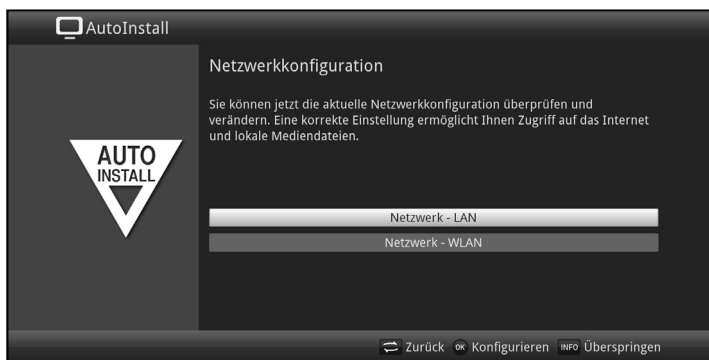 AutoInstall
Netzwerkkonfiguration
Sie können jetzt die aktuelle Netzwerkkonfiguration überprüfen und
verändern. Eine korrekte Einstellung ermöglicht Ihnen Zugriff auf das Internet
und lokale Mediendateien.
AUTO
INSTALL
Netzwerk - LAN
Netzwerk - WLAN
Zurück OK Konfigurieren INFO Überspringen